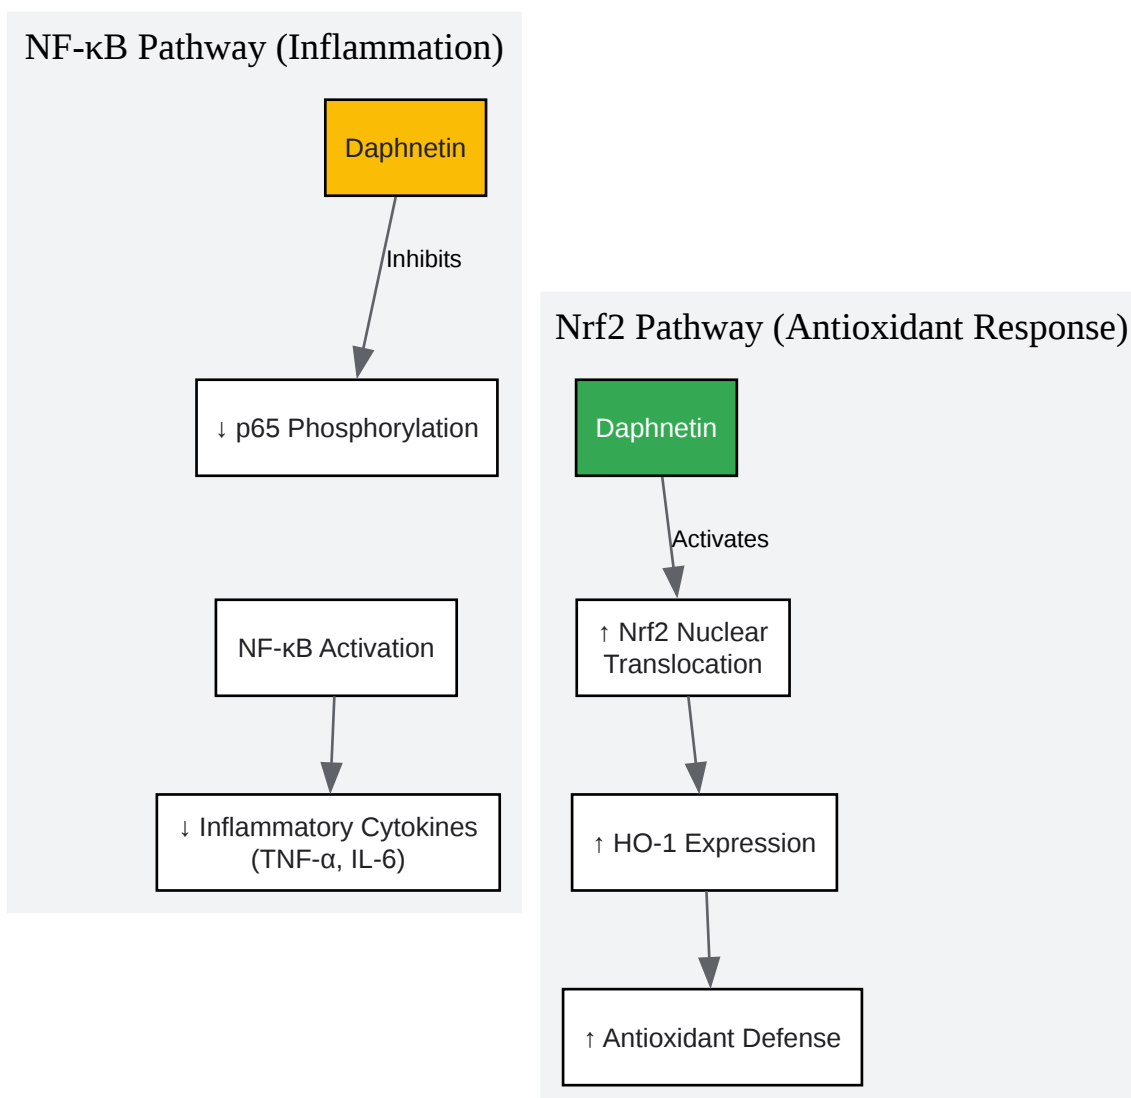 NF-κB Pathway (Inflammation)
Daphnetin
Inhibits
↓ p65 Phosphorylation
NF-κB Activation
↓ Inflammatory Cytokines
(TNF-α, IL-6)
Nrf2 Pathway (Antioxidant Response)
Daphnetin
Activates
↑ Nrf2 Nuclear
Translocation
↑ HO-1 Expression
↑ Antioxidant Defense